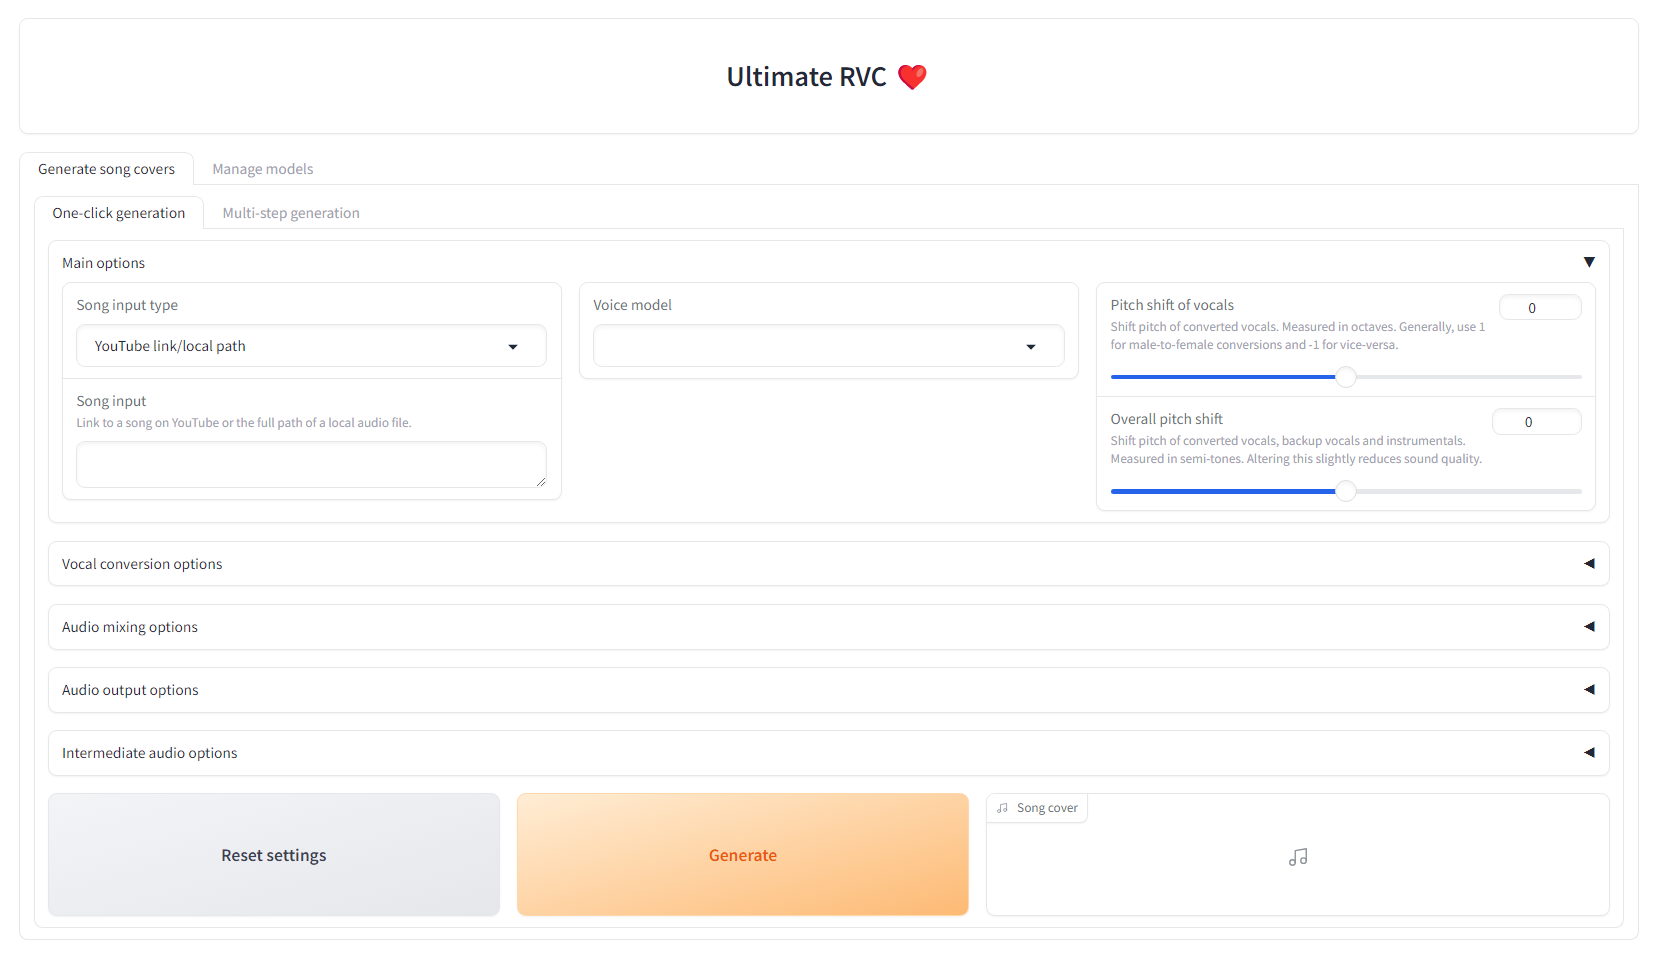 Ultimate RVC ❤️
Generate song covers
Manage models
One-click generation
Multi-step generation
Main options
Song input type
YouTube link/local path
Song input
Link to a song on YouTube or the full path of a local audio file.
Voice model
Pitch shift of vocals
0
Shift pitch of converted vocals. Measured in octaves. Generally, use 1
for male-to-female conversions and -1 for vice-versa.
Overall pitch shift
0
Shift pitch of converted vocals, backup vocals and instrumentals.
Measured in semi-tones. Altering this slightly reduces sound quality.
Vocal conversion options
Audio mixing options
Audio output options
Intermediate audio options
Reset settings
Generate
Song cover